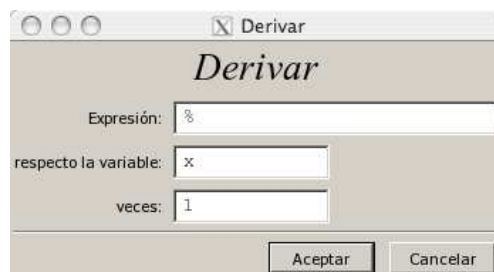 Derivar
Derivar
Expresión: %
respecto la variable: x
veces: 1
Aceptar Cancelar